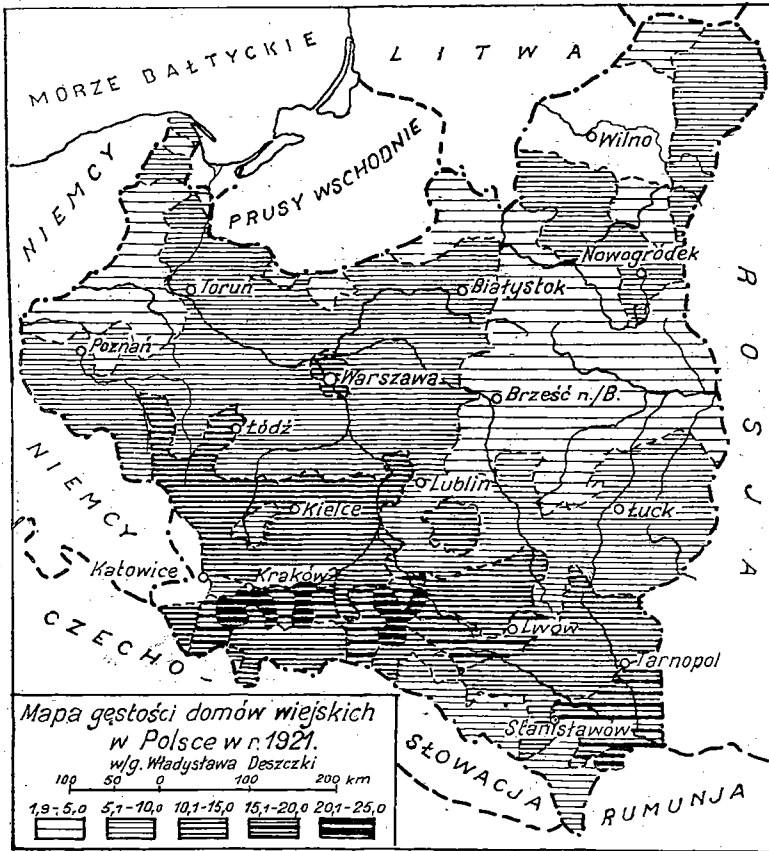 MORZE BAŁTYCKIE
LITWA
NIEMCY
PRUSY WSCHODNIE
Wilno
Nowogródek
Toruń
Białystok
ROSJA
Poznań
Warszawa
Brześć n./B.
Łódź
NIEMCY
Lublin
Kielce
Łuck
Katowice
Kraków
CZECHO-
Lwów
Tarnopol
Stanisławów
SŁOWACJA
RUMUNJA
Mapa gęstości domów wiejskich
w Polsce w r. 1921.
w/g. Władysława Deszczki
100 50 0 100 200 km
1,9-5,0 5,1-10,0 10,1-15,0 15,1-20,0 20,1-25,0